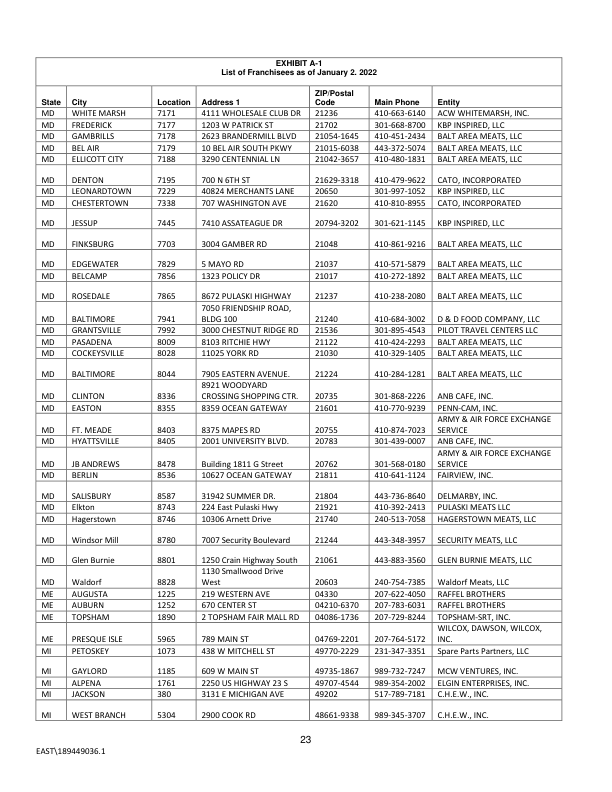 EXHIBIT A-1
List of Franchisees as of January 2. 2022
State City Location Address 1 ZIP/Postal Code Main Phone Entity
MD WHITE MARSH 7171 4111 WHOLESALE CLUB DR 21236 410-663-6140 ACW WHITEMARSH, INC.
MD FREDERICK 7177 1203 W PATRICK ST 21702 301-668-8700 KBP INSPIRED, LLC
MD GAMBRILLS 7178 2623 BRANDERMILL BLVD 21054-1645 410-451-2434 BALT AREA MEATS, LLC
MD BEL AIR 7179 10 BEL AIR SOUTH PKWY 21015-6038 443-372-5074 BALT AREA MEATS, LLC
MD ELLICOTT CITY 7188 3290 CENTENNIAL LN 21042-3657 410-480-1831 BALT AREA MEATS, LLC
MD DENTON 7195 700 N 6TH ST 21629-3318 410-479-9622 CATO, INCORPORATED
MD LEONARDTOWN 7229 40824 MERCHANTS LANE 20650 301-997-1052 KBP INSPIRED, LLC
MD CHESTERTOWN 7338 707 WASHINGTON AVE 21620 410-810-8955 CATO, INCORPORATED
MD JESSUP 7445 7410 ASSATEAGUE DR 20794-3202 301-621-1145 KBP INSPIRED, LLC
MD FINKSBURG 7703 3004 GAMBER RD 21048 410-861-9216 BALT AREA MEATS, LLC
MD EDGEWATER 7829 5 MAYO RD 21037 410-571-5879 BALT AREA MEATS, LLC
MD BELCAMP 7856 1323 POLICY DR 21017 410-272-1892 BALT AREA MEATS, LLC
MD ROSEDALE 7865 8672 PULASKI HIGHWAY 21237 410-238-2080 BALT AREA MEATS, LLC
MD BALTIMORE 7941 7050 FRIENDSHIP ROAD, BLDG 100 21240 410-684-3002 D & D FOOD COMPANY, LLC
MD GRANTSVILLE 7992 3000 CHESTNUT RIDGE RD 21536 301-895-4543 PILOT TRAVEL CENTERS LLC
MD PASADENA 8009 8103 RITCHIE HWY 21122 410-424-2293 BALT AREA MEATS, LLC
MD COCKEYSVILLE 8028 11025 YORK RD 21030 410-329-1405 BALT AREA MEATS, LLC
MD BALTIMORE 8044 7905 EASTERN AVENUE. 21224 410-284-1281 BALT AREA MEATS, LLC
MD CLINTON 8336 8921 WOODYARD CROSSING SHOPPING CTR. 20735 301-868-2226 ANB CAFE, INC.
MD EASTON 8355 8359 OCEAN GATEWAY 21601 410-770-9239 PENN-CAM, INC.
MD FT. MEADE 8403 8375 MAPES RD 20755 410-874-7023 ARMY & AIR FORCE EXCHANGE SERVICE
MD HYATTSVILLE 8405 2001 UNIVERSITY BLVD. 20783 301-439-0007 ANB CAFE, INC.
MD JB ANDREWS 8478 Building 1811 G Street 20762 301-568-0180 ARMY & AIR FORCE EXCHANGE SERVICE
MD BERLIN 8536 10627 OCEAN GATEWAY 21811 410-641-1124 FAIRVIEW, INC.
MD SALISBURY 8587 31942 SUMMER DR. 21804 443-736-8640 DELMARBY, INC.
MD Elkton 8743 224 East Pulaski Hwy 21921 410-392-2413 PULASKI MEATS LLC
MD Hagerstown 8746 10306 Arnett Drive 21740 240-513-7058 HAGERSTOWN MEATS, LLC
MD Windsor Mill 8780 7007 Security Boulevard 21244 443-348-3957 SECURITY MEATS, LLC
MD Glen Burnie 8801 1250 Crain Highway South 21061 443-883-3560 GLEN BURNIE MEATS, LLC
MD Waldorf 8828 1130 Smallwood Drive West 20603 240-754-7385 Waldorf Meats, LLC
ME AUGUSTA 1225 219 WESTERN AVE 04330 207-622-4050 RAFFEL BROTHERS
ME AUBURN 1252 670 CENTER ST 04210-6370 207-783-6031 RAFFEL BROTHERS
ME TOPSHAM 1890 2 TOPSHAM FAIR MALL RD 04086-1736 207-729-8244 TOPSHAM-SRT, INC.
ME PRESQUE ISLE 5965 789 MAIN ST 04769-2201 207-764-5172 WILCOX, DAWSON, WILCOX, INC.
MI PETOSKEY 1073 438 W MITCHELL ST 49770-2229 231-347-3351 Spare Parts Partners, LLC
MI GAYLORD 1185 609 W MAIN ST 49735-1867 989-732-7247 MCW VENTURES, INC.
MI ALPENA 1761 2250 US HIGHWAY 23 S 49707-4544 989-354-2002 ELGIN ENTERPRISES, INC.
MI JACKSON 380 3131 E MICHIGAN AVE 49202 517-789-7181 C.H.E.W., INC.
MI WEST BRANCH 5304 2900 COOK RD 48661-9338 989-345-3707 C.H.E.W., INC.
23
EAST\189449036.1